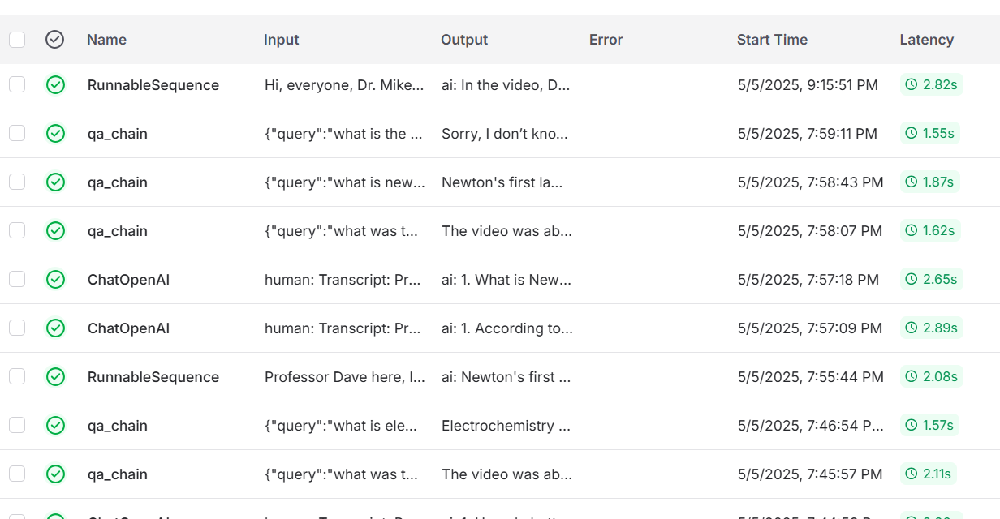 Name Input Output Error Start Time Latency
RunnableSequence Hi, everyone, Dr. Mike... ai: In the video, D... 5/5/2025, 9:15:51 PM 2.82s
qa_chain {"query":"what is the ... Sorry, I don’t kno... 5/5/2025, 7:59:11 PM 1.55s
qa_chain {"query":"what is new... Newton's first la... 5/5/2025, 7:58:43 PM 1.87s
qa_chain {"query":"what was t... The video was ab... 5/5/2025, 7:58:07 PM 1.62s
ChatOpenAI human: Transcript: Pr... ai: 1. What is New... 5/5/2025, 7:57:18 PM 2.65s
ChatOpenAI human: Transcript: Pr... ai: 1. According to... 5/5/2025, 7:57:09 PM 2.89s
RunnableSequence Professor Dave here, I... ai: Newton's first ... 5/5/2025, 7:55:44 PM 2.08s
qa_chain {"query":"what is ele... Electrochemistry ... 5/5/2025, 7:46:54 P... 1.57s
qa_chain {"query":"what was t... The video was ab... 5/5/2025, 7:45:57 PM 2.11s